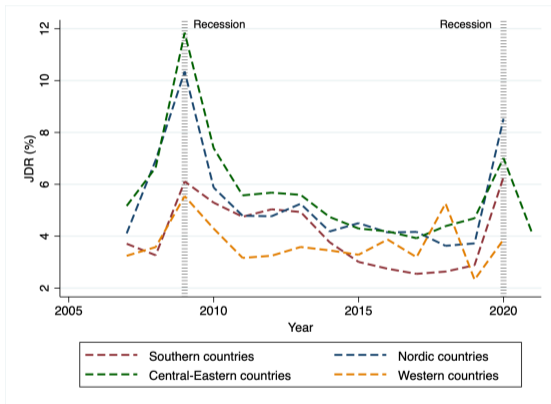 Recession Recession
12
10
8
6
4
2
JDR (%)
2005 2010 2015 2020
Year
Southern countries Nordic countries
Central-Eastern countries Western countries